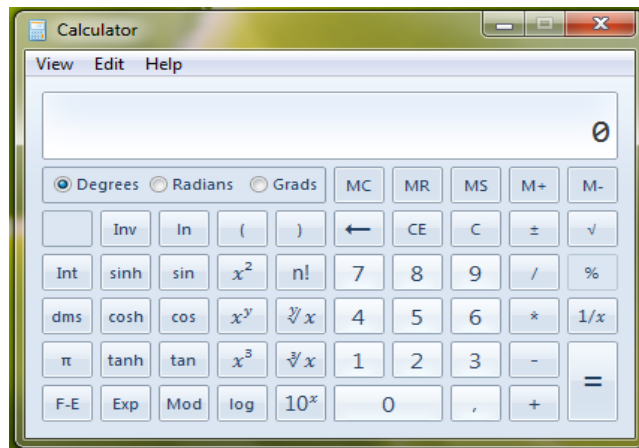 Calculator
View Edit Help
0
Degrees Radians Grads MC MR MS M+ M-
Inv ln ( ) ← CE C ± √
Int sinh sin x² n! 7 8 9 / %
dms cosh cos xʸ ʸ√x 4 5 6 * 1/x
π tanh tan x³ ³√x 1 2 3 - =
F-E Exp Mod log 10ˣ 0 , +